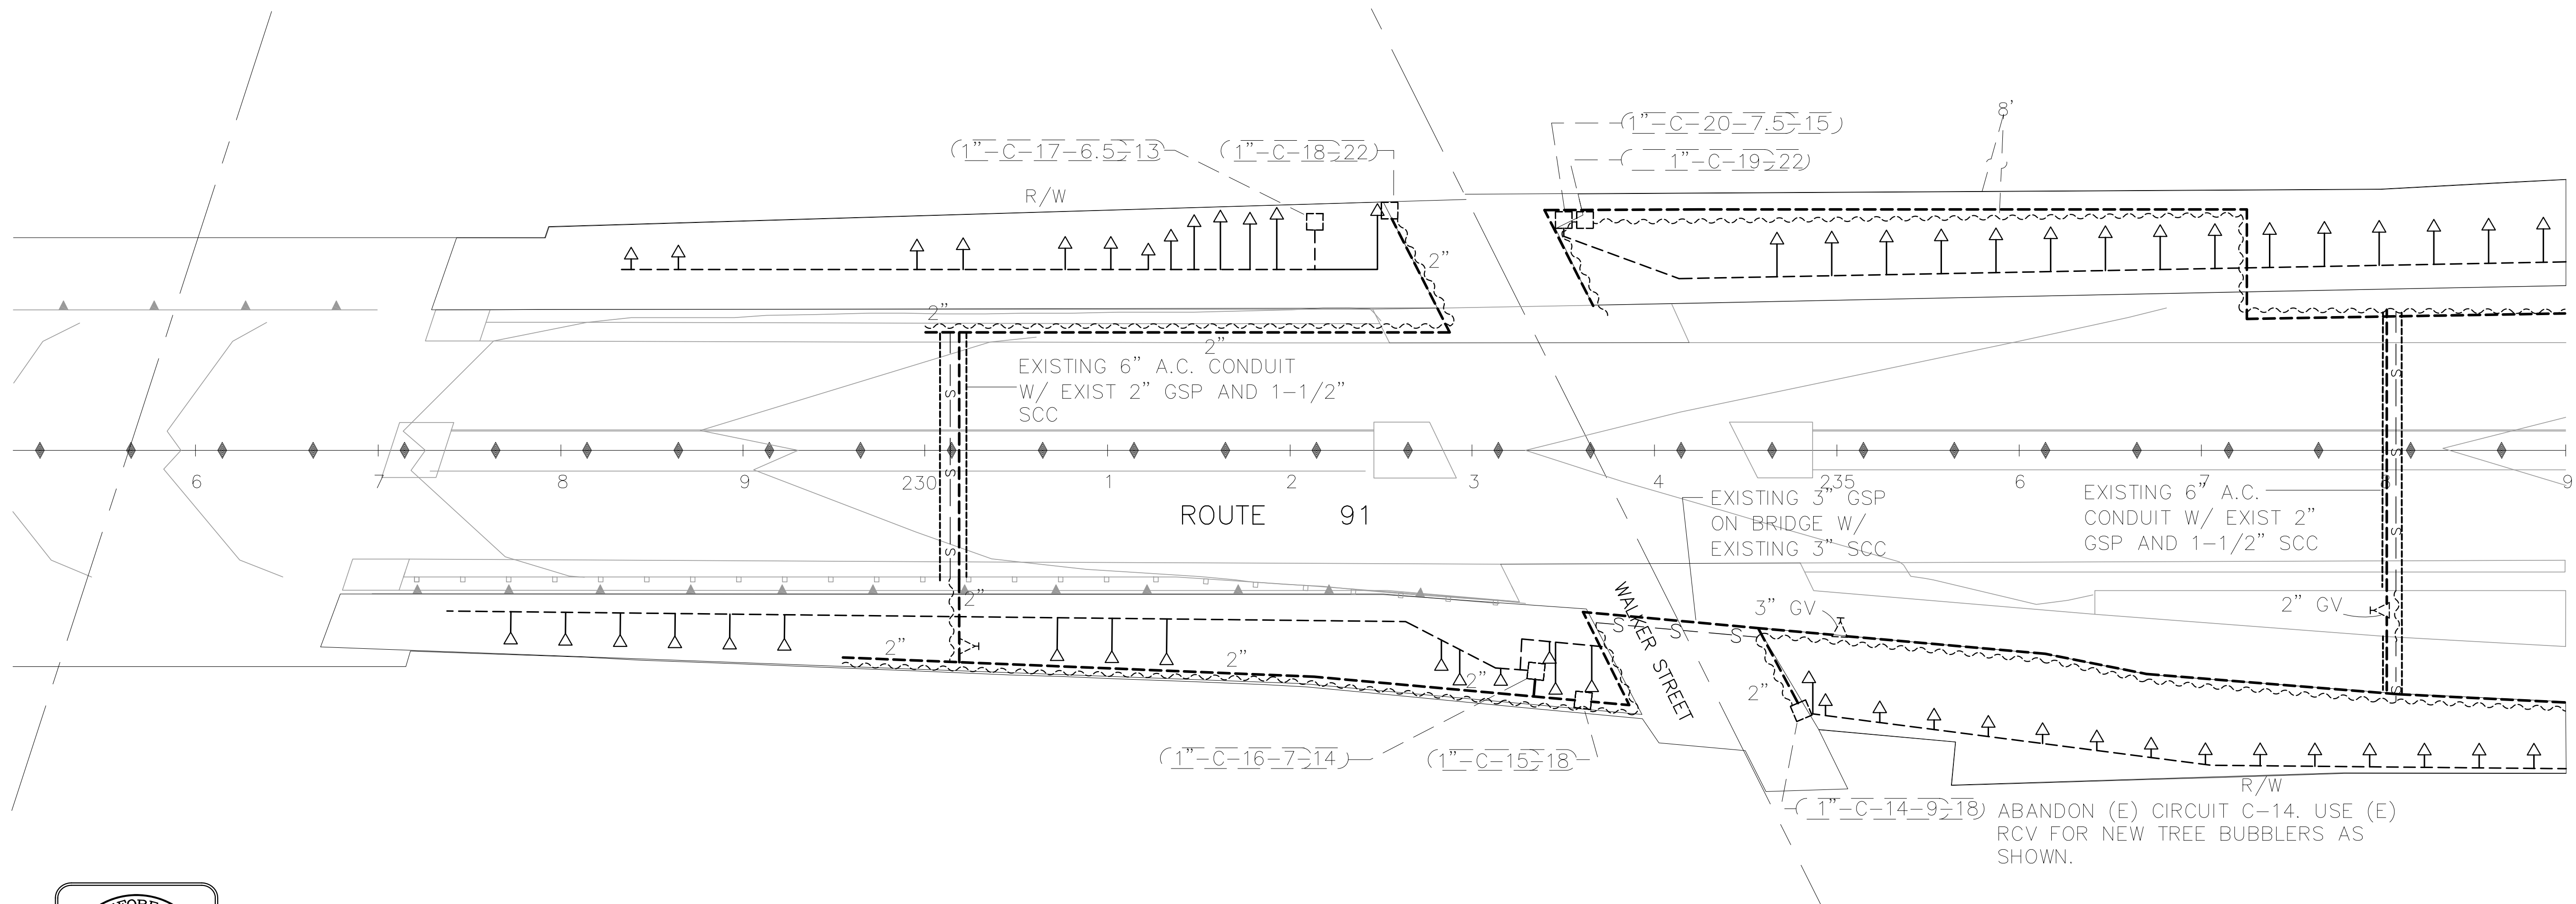 8'
(1"-C-20-7.5-15)
(1"-C-17-6.5-13
(1"-C-18-22)
1"-C-19-22)
R/W
2"
2"
2"
EXISTING 6" A.C. CONDUIT
W/ EXIST 2" GSP AND 1-1/2"
SCC
S
S
S
S
S
S
S
6
7
8
9
230
1
2
3
4
235
6
7
8
9
ROUTE 91
EXISTING 3" GSP
ON BRIDGE W/
EXISTING 3" SCC
EXISTING 6" A.C.
CONDUIT W/ EXIST 2"
GSP AND 1-1/2" SCC
2"
WALKER STREET
S
S
S
3" GV
2" GV
2"
2"
2"
2"
(1"-C-16-7-14)
(1"-C-15-18
R/W
(1"-C-14-9-18)
ABANDON (E) CIRCUIT C-14. USE (E)
RCV FOR NEW TREE BUBBLERS AS
SHOWN.